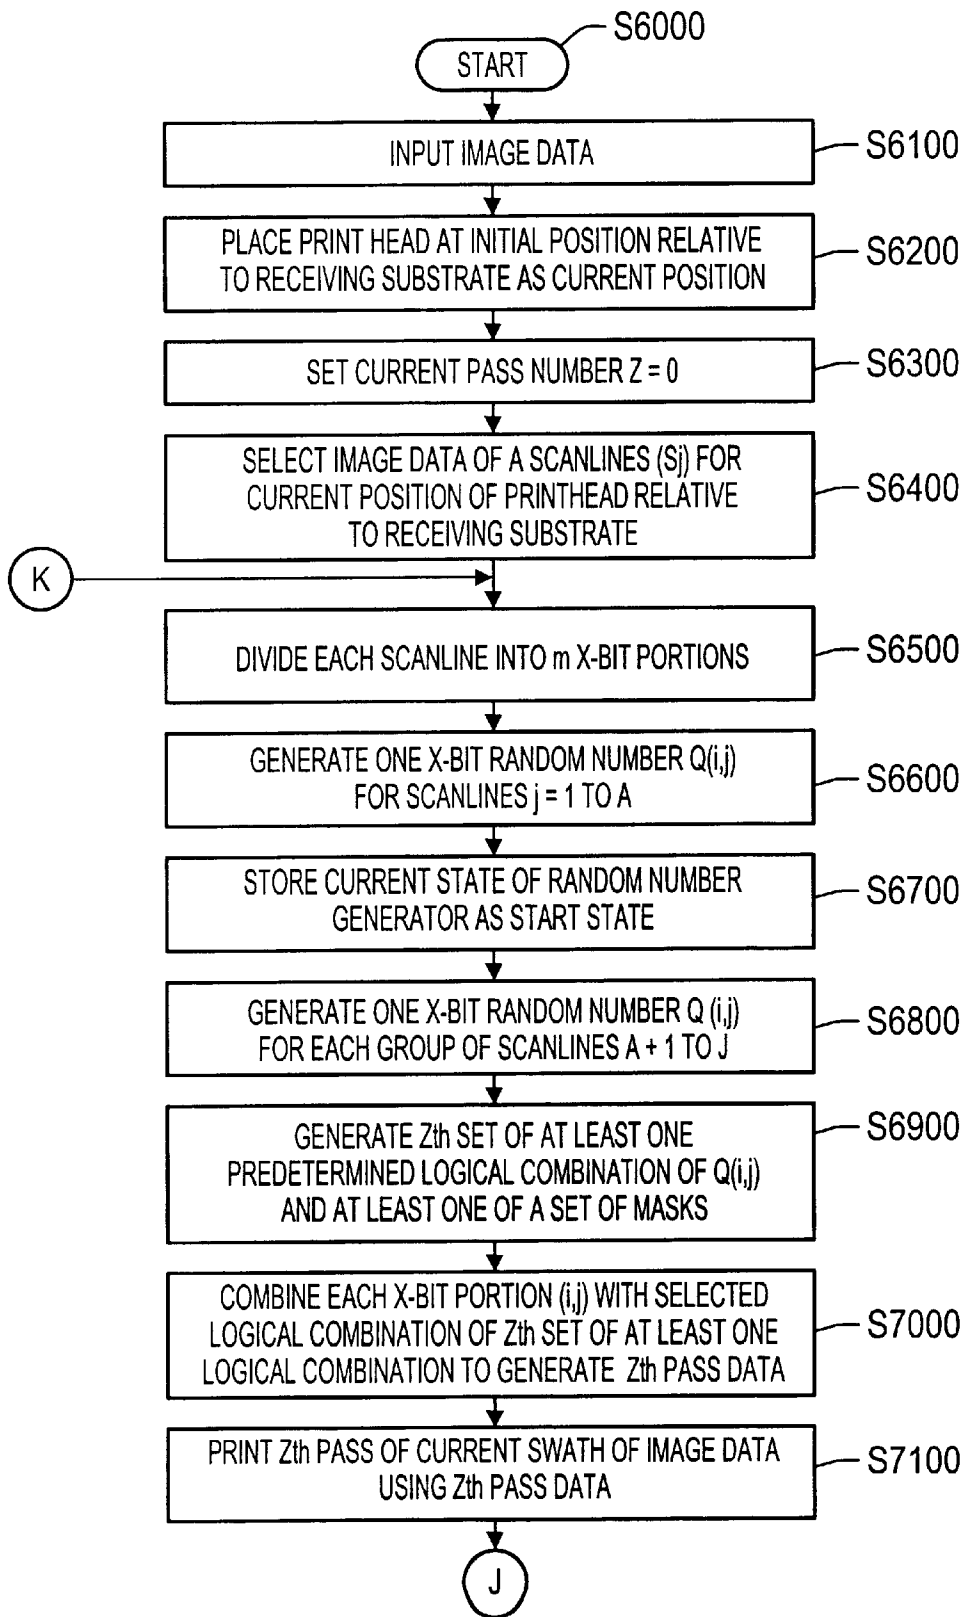 S6000
START
INPUT IMAGE DATA
S6100
PLACE PRINT HEAD AT INITIAL POSITION RELATIVE
TO RECEIVING SUBSTRATE AS CURRENT POSITION
S6200
SET CURRENT PASS NUMBER Z = 0
S6300
SELECT IMAGE DATA OF A SCANLINES (Sj) FOR
CURRENT POSITION OF PRINTHEAD RELATIVE
TO RECEIVING SUBSTRATE
S6400
K
DIVIDE EACH SCANLINE INTO m X-BIT PORTIONS
S6500
GENERATE ONE X-BIT RANDOM NUMBER Q(i,j)
FOR SCANLINES j = 1 TO A
S6600
STORE CURRENT STATE OF RANDOM NUMBER
GENERATOR AS START STATE
S6700
GENERATE ONE X-BIT RANDOM NUMBER Q (i,j)
FOR EACH GROUP OF SCANLINES A + 1 TO J
S6800
GENERATE Zth SET OF AT LEAST ONE
PREDETERMINED LOGICAL COMBINATION OF Q(i,j)
AND AT LEAST ONE OF A SET OF MASKS
S6900
COMBINE EACH X-BIT PORTION (i,j) WITH SELECTED
LOGICAL COMBINATION OF Zth SET OF AT LEAST ONE
LOGICAL COMBINATION TO GENERATE Zth PASS DATA
S7000
PRINT Zth PASS OF CURRENT SWATH OF IMAGE DATA
USING Zth PASS DATA
S7100
J